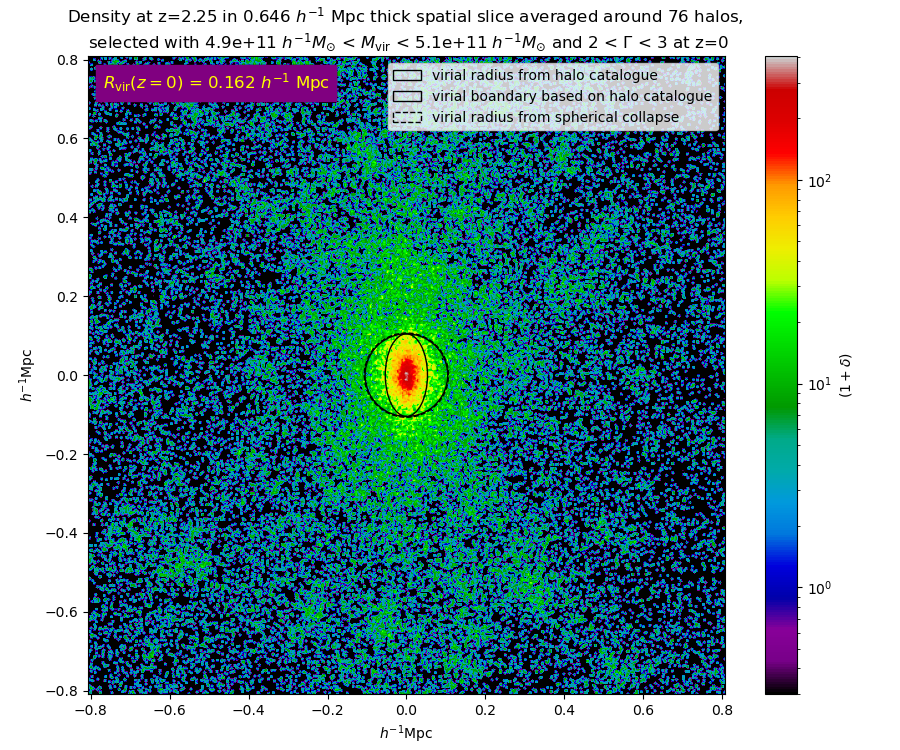 Density at z=2.25 in 0.646 h⁻¹ Mpc thick spatial slice averaged around 76 halos,
selected with 4.9e+11 h⁻¹M⊙ < Mvir < 5.1e+11 h⁻¹M⊙ and 2 < Γ < 3 at z=0
Rvir(z = 0) = 0.162 h⁻¹ Mpc
virial radius from halo catalogue
virial boundary based on halo catalogue
virial radius from spherical collapse
0.8
0.6
0.4
0.2
0.0
−0.2
−0.4
−0.6
−0.8
h⁻¹Mpc
−0.8 −0.6 −0.4 −0.2 0.0 0.2 0.4 0.6 0.8
h⁻¹Mpc
10²
10¹
10⁰
(1 + δ)